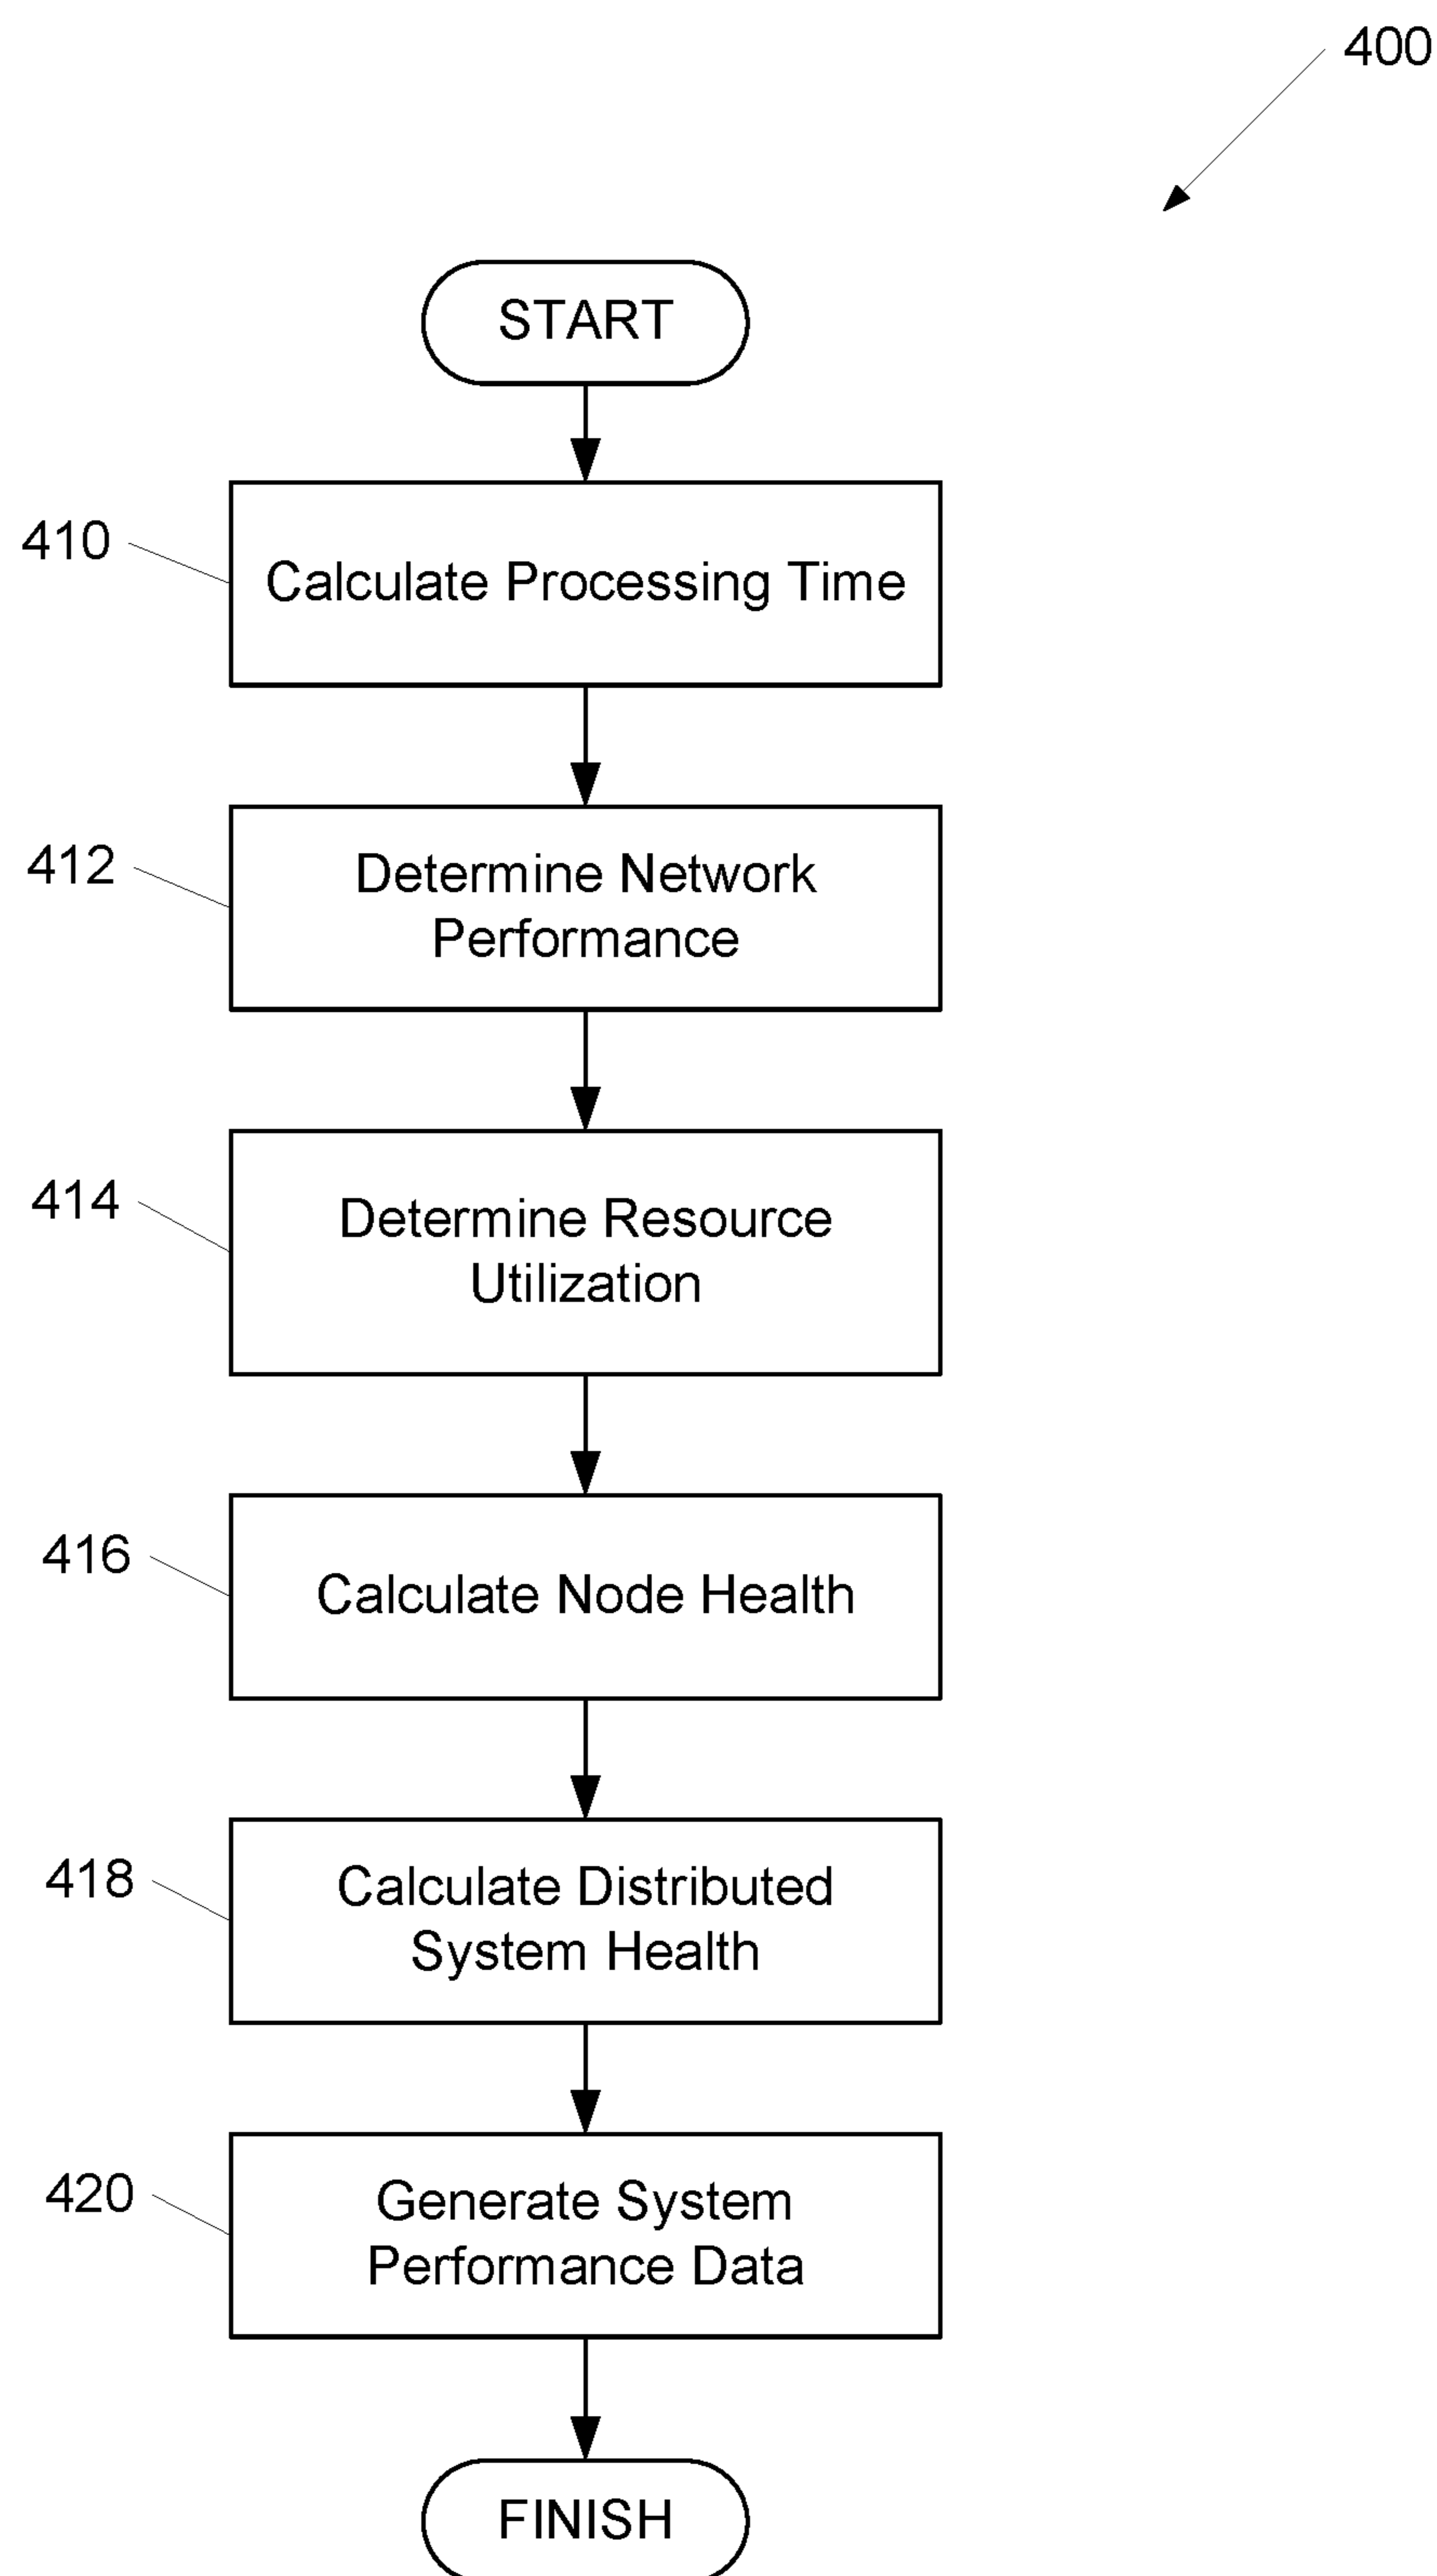 400
START
410
Calculate Processing Time
412
Determine Network
Performance
414
Determine Resource
Utilization
416
Calculate Node Health
418
Calculate Distributed
System Health
420
Generate System
Performance Data
FINISH